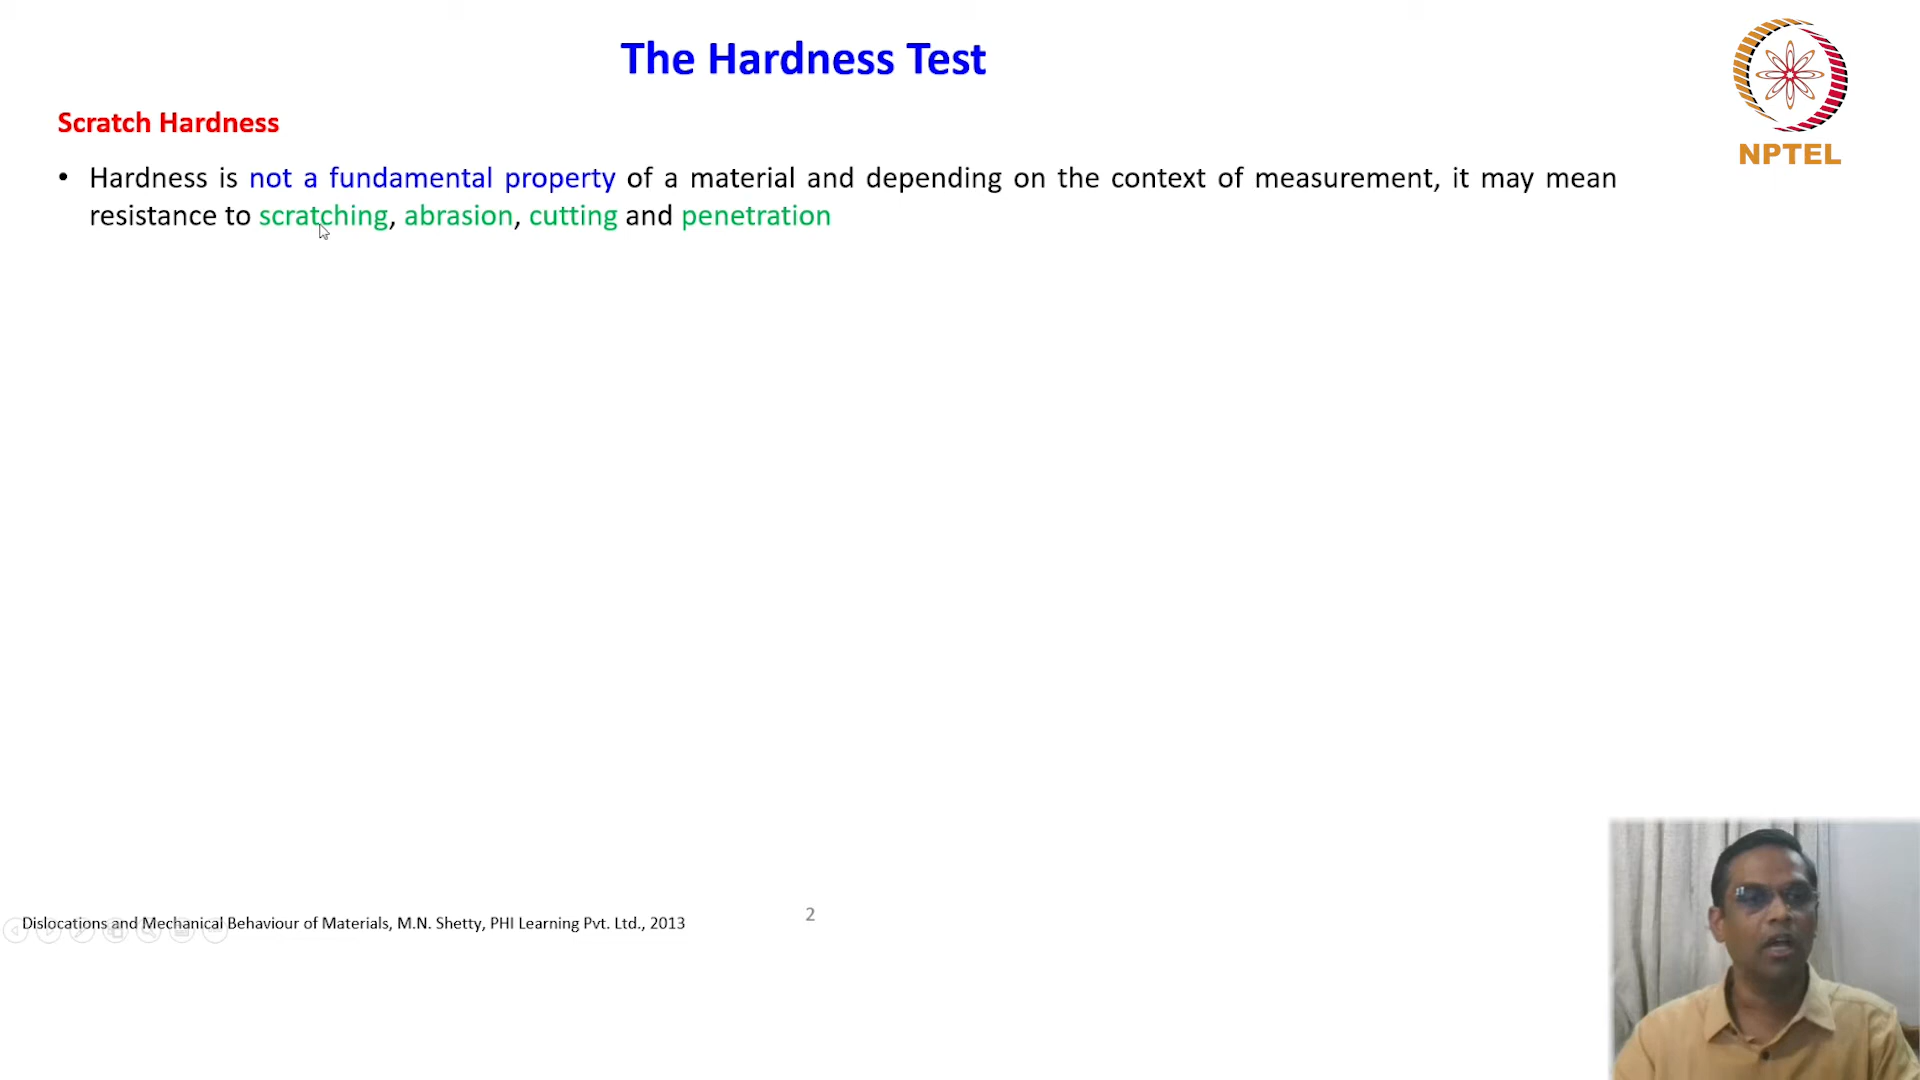 The Hardness Test
NPTEL
Scratch Hardness
• Hardness is not a fundamental property of a material and depending on the context of measurement, it may mean
resistance to scratching, abrasion, cutting and penetration
Dislocations and Mechanical Behaviour of Materials, M.N. Shetty, PHI Learning Pvt. Ltd., 2013
2